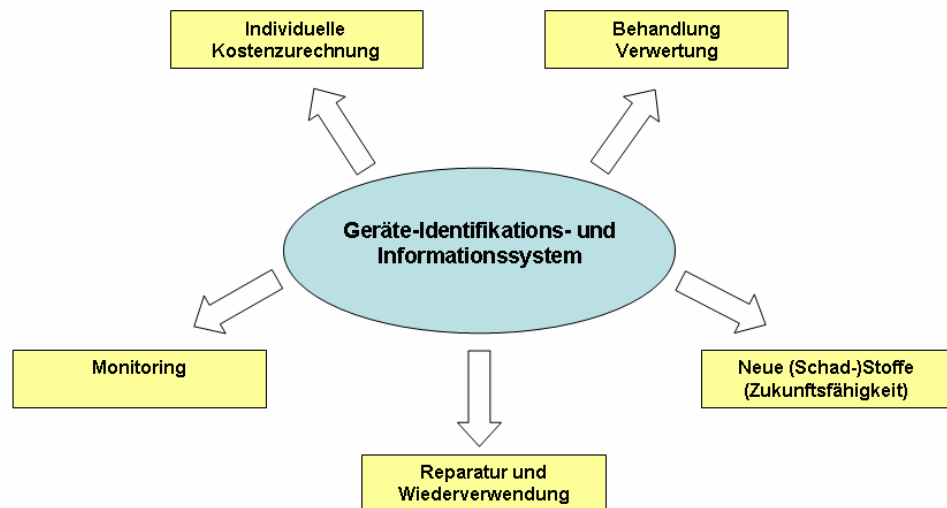 Individuelle
Kostenzurechnung
Behandlung
Verwertung
Geräte-Identifikations- und
Informationssystem
Monitoring
Neue (Schad-)Stoffe
(Zukunftsfähigkeit)
Reparatur und
Wiederverwendung